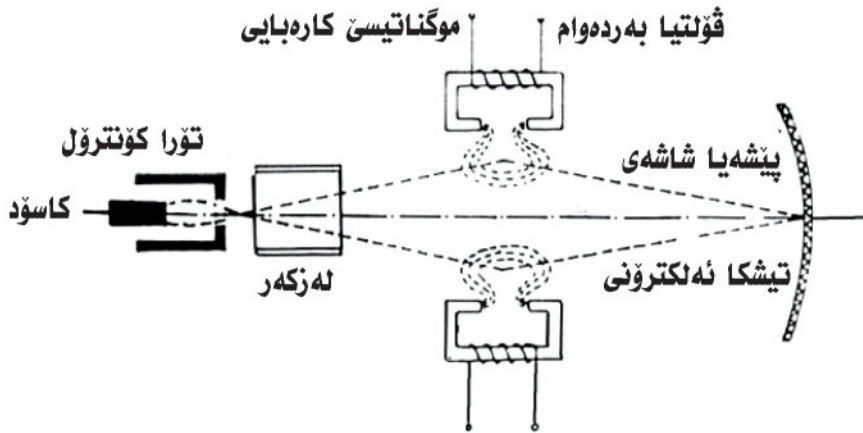 ڤۆلتیا بەردەوام
موگناتیسێ کارەبایی
تۆرا کۆنترۆل
پێشەیا شاشەی
کاسۆد
تیشکا ئەلکترۆنی
لەزکەر